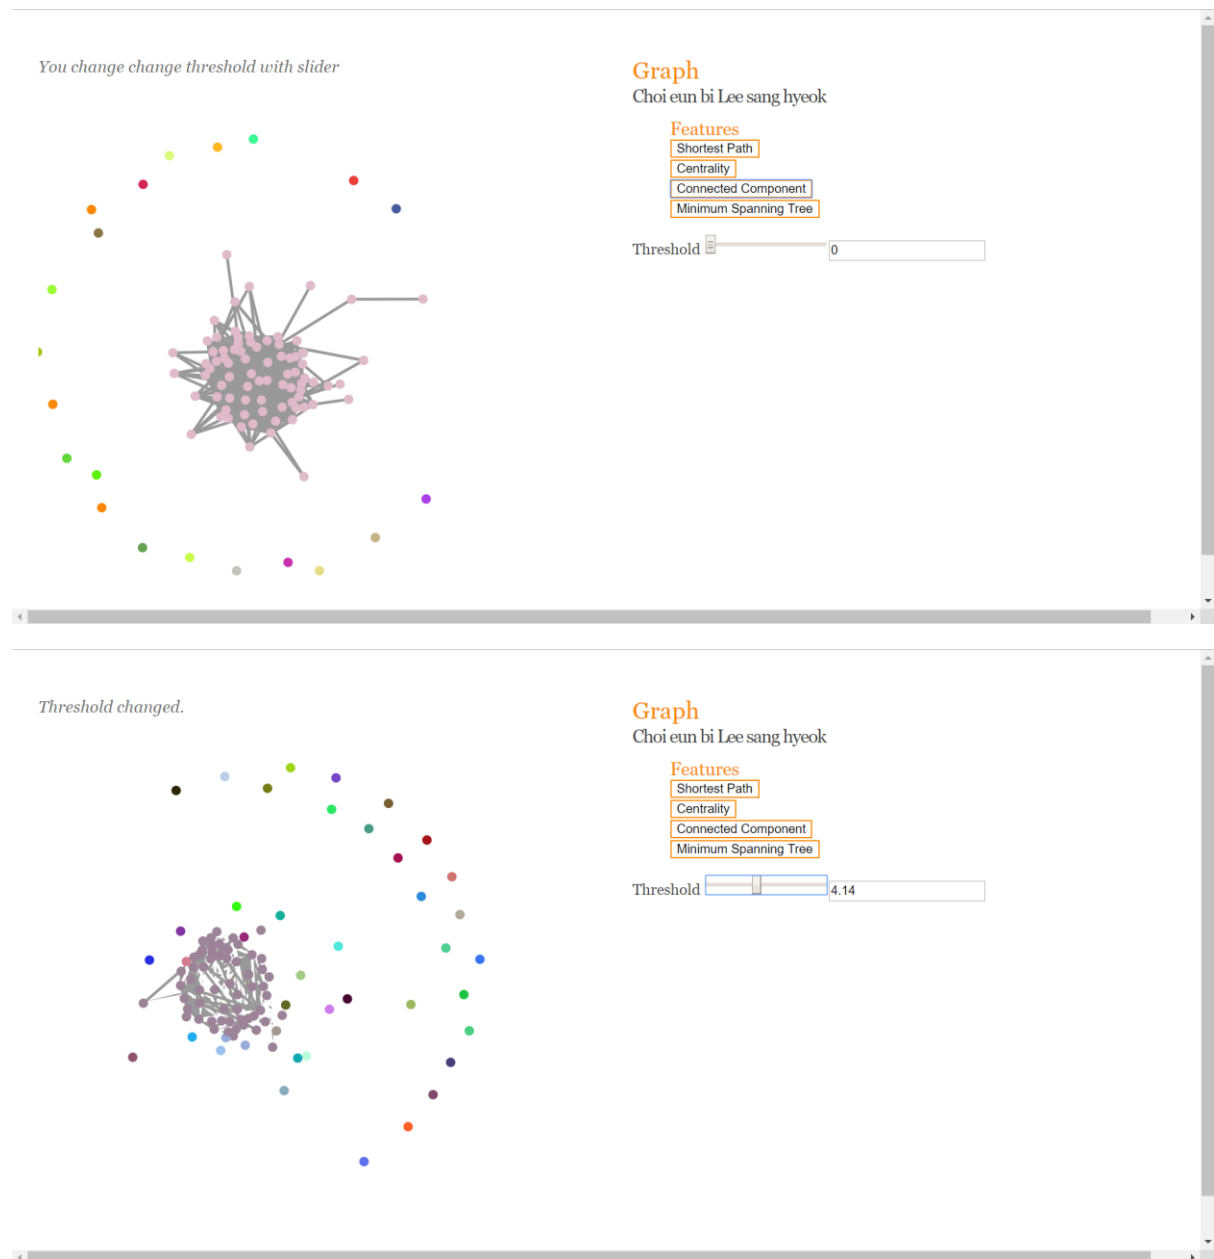 You change change threshold with slider
Graph
Choi eun bi Lee sang hyeok
Features
Shortest Path
Centrality
Connected Component
Minimum Spanning Tree
Threshold 0
Threshold changed.
Graph
Choi eun bi Lee sang hyeok
Features
Shortest Path
Centrality
Connected Component
Minimum Spanning Tree
Threshold 4.14